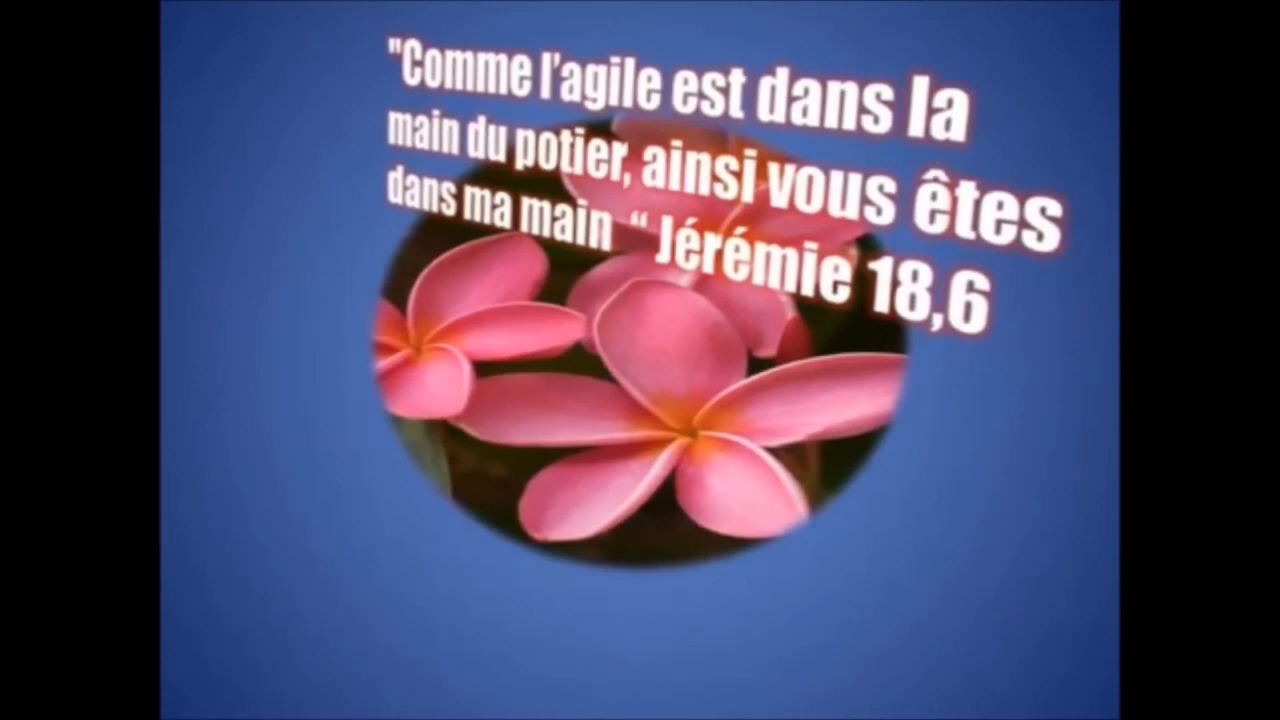 "Comme l’agile est dans la
main du potier, ainsi vous êtes
dans ma main “ Jérémie 18,6